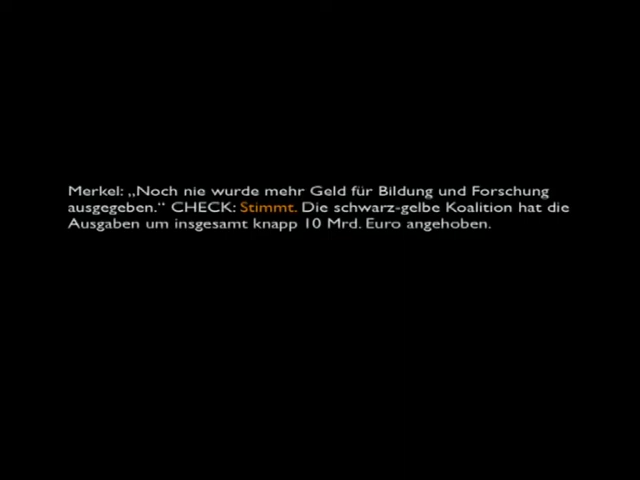 Merkel: „Noch nie wurde mehr Geld für Bildung und Forschung
ausgegeben.“ CHECK: Stimmt. Die schwarz-gelbe Koalition hat die
Ausgaben um insgesamt knapp 10 Mrd. Euro angehoben.